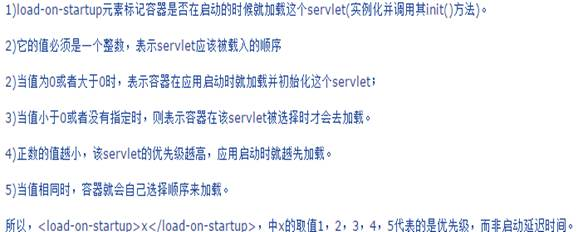 1)load-on-startup元素标记容器是否在启动的时候就加载这个servlet(实例化并调用其init()方法)。
2)它的值必须是一个整数，表示servlet应该被载入的顺序
2)当值为0或者大于0时，表示容器在应用启动时就加载并初始化这个servlet；
3)当值小于0或者没有指定时，则表示容器在该servlet被选择时才会去加载。
4)正数的值越小，该servlet的优先级越高，应用启动时就越先加载。
5)当值相同时，容器就会自己选择顺序来加载。
所以，<load-on-startup>x</load-on-startup>，中x的取值1，2，3，4，5代表的是优先级，而非启动延迟时间。